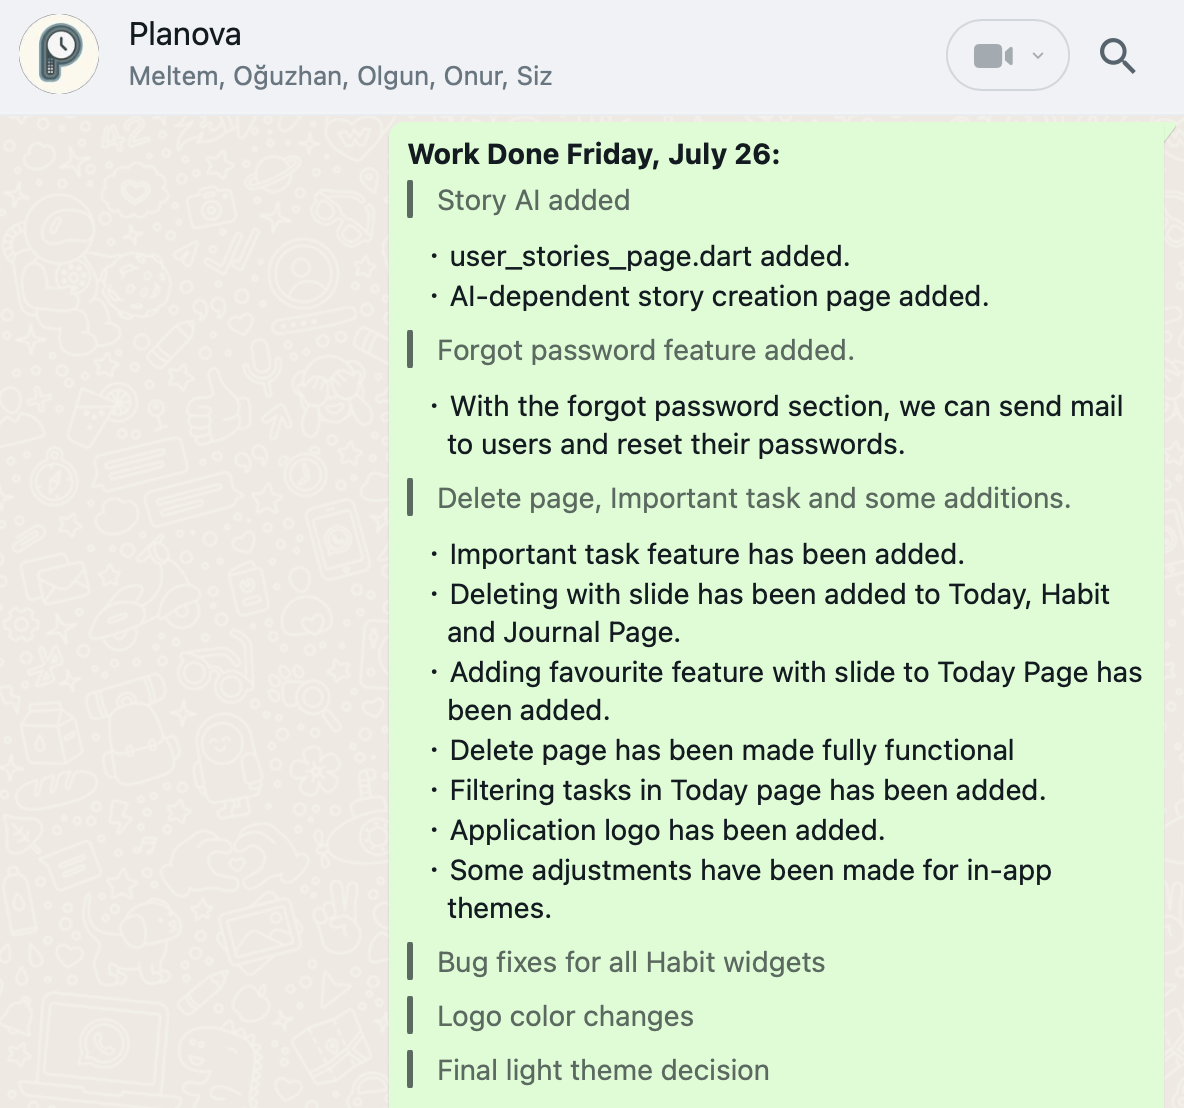 Planova
Meltem, Oğuzhan, Olgun, Onur, Siz
Work Done Friday, July 26:
Story AI added
· user_stories_page.dart added.
· AI-dependent story creation page added.
Forgot password feature added.
· With the forgot password section, we can send mail
to users and reset their passwords.
Delete page, Important task and some additions.
· Important task feature has been added.
· Deleting with slide has been added to Today, Habit
and Journal Page.
· Adding favourite feature with slide to Today Page has
been added.
· Delete page has been made fully functional
· Filtering tasks in Today page has been added.
· Application logo has been added.
· Some adjustments have been made for in-app
themes.
Bug fixes for all Habit widgets
Logo color changes
Final light theme decision